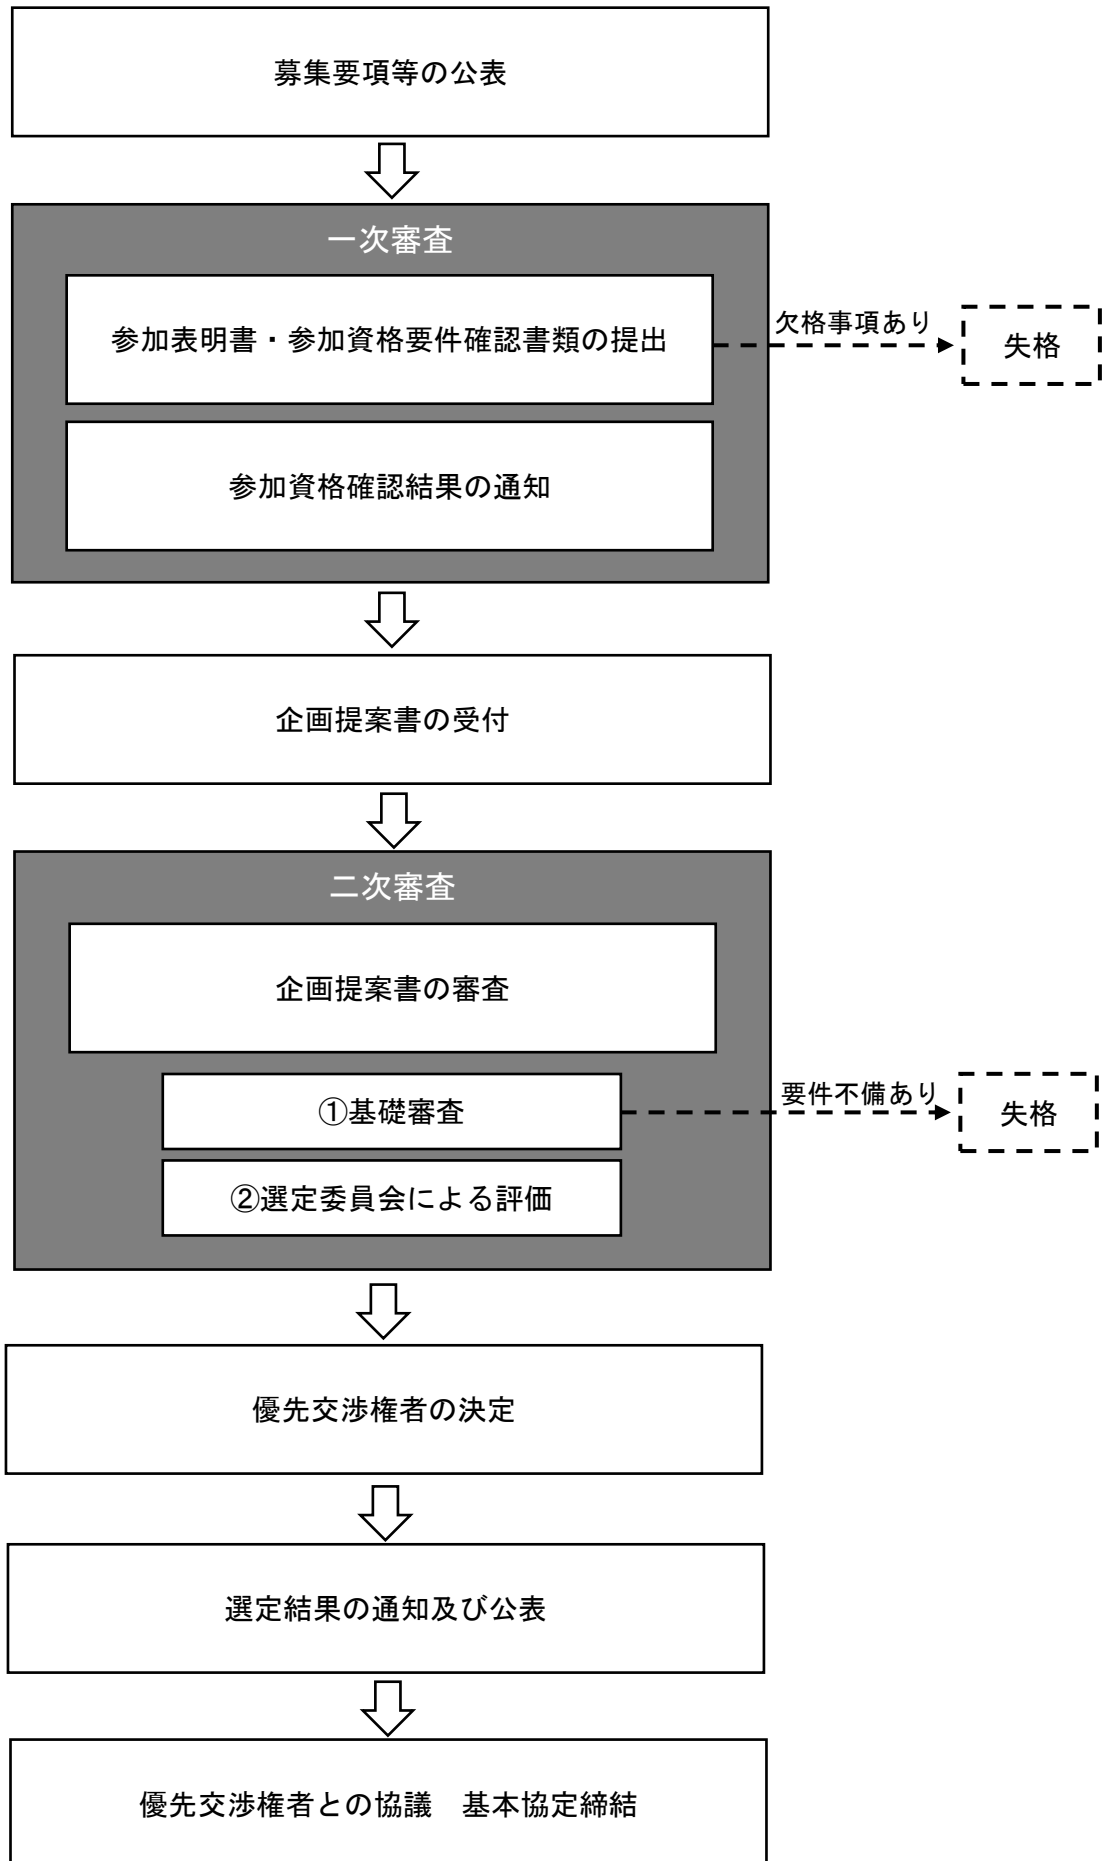 募集要項等の公表
一次審査
参加表明書・参加資格要件確認書類の提出
欠格事項あり
失格
参加資格確認結果の通知
企画提案書の受付
二次審査
企画提案書の審査
①基礎審査
要件不備あり
失格
②選定委員会による評価
優先交渉権者の決定
選定結果の通知及び公表
優先交渉権者との協議　基本協定締結